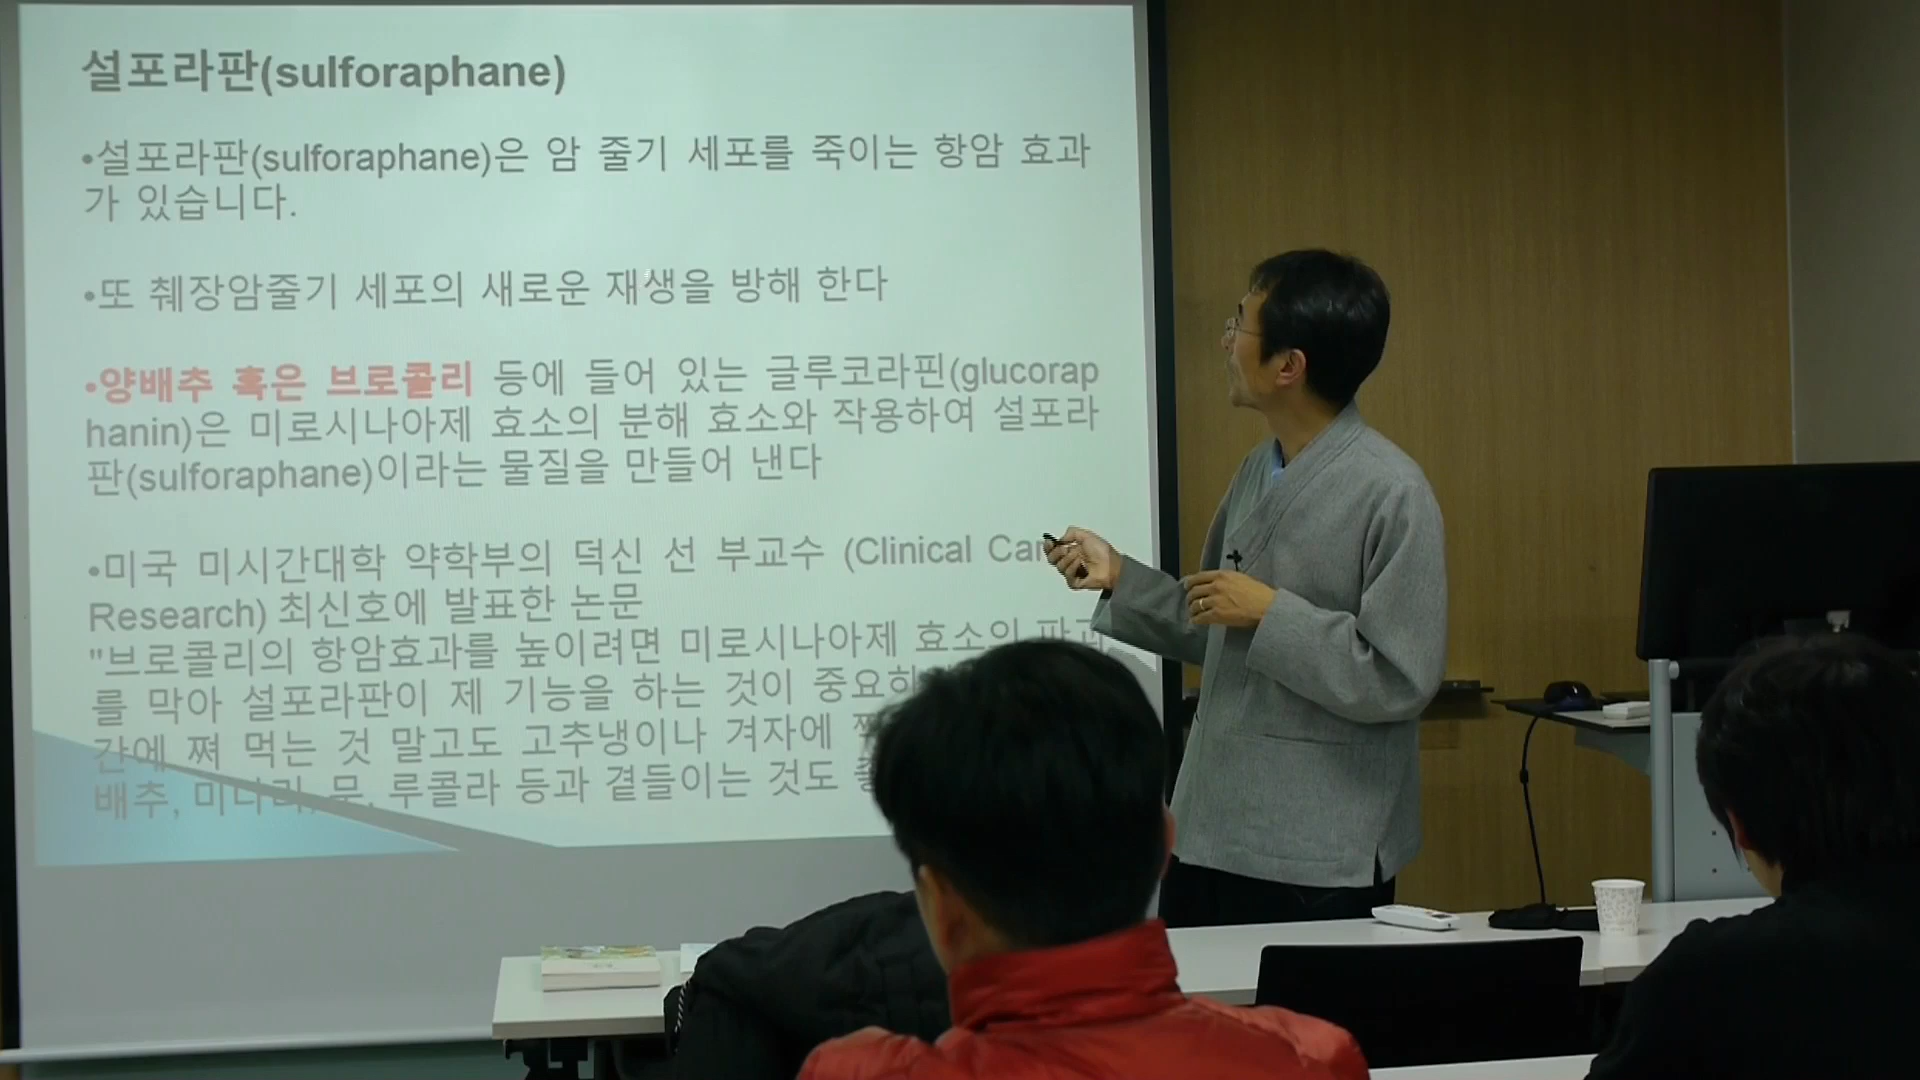 설포라판(sulforaphane)
•설포라판(sulforaphane)은 암 줄기 세포를 죽이는 항암 효과
가 있습니다.
•또 췌장암줄기 세포의 새로운 재생을 방해 한다
•양배추 혹은 브로콜리 등에 들어 있는 글루코라핀(glucorap
hanin)은 미로시나아제 효소의 분해 효소와 작용하여 설포라
판(sulforaphane)이라는 물질을 만들어 낸다
•미국 미시간대학 약학부의 덕신 선 부교수 (Clinical
Research) 최신호에 발표한 논문
"브로콜리의 항암효과를 높이려면 미로시나아제 효소의 파괴
를 막아 설포라판이 제 기능을 하는 것이
간에 쪄 먹는 것 말고도 고추냉이나 겨자에
배추, 미나리, 무, 루콜라 등과 곁들이는 것도